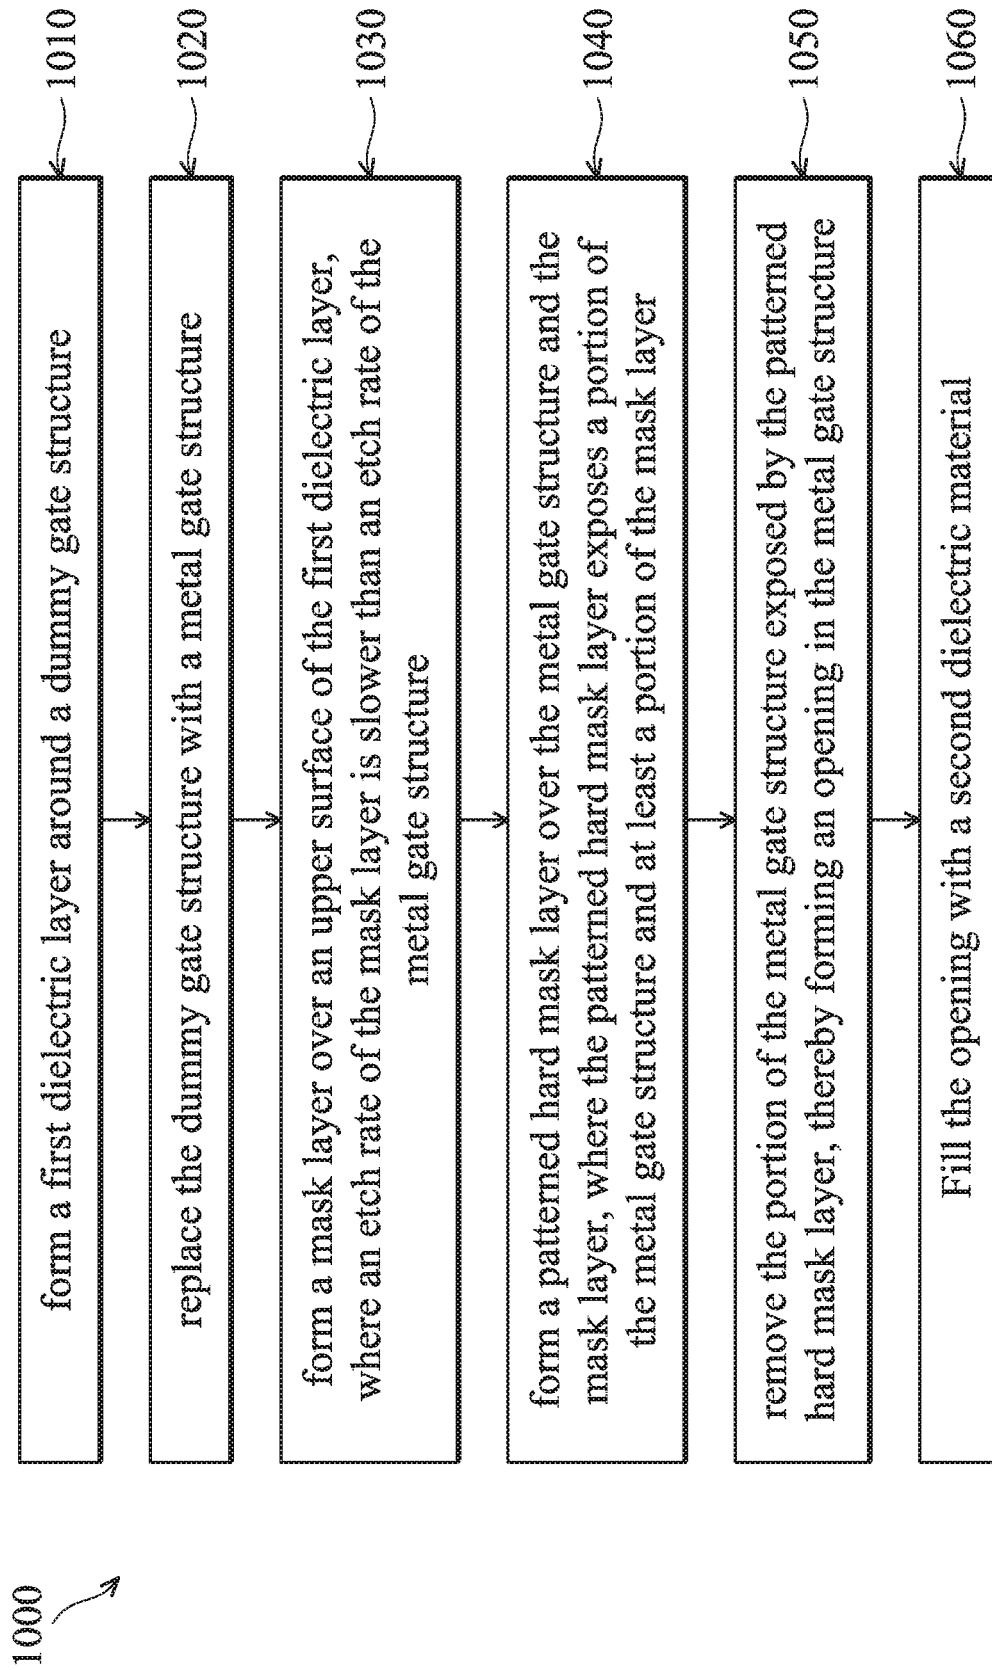 1000
form a first dielectric layer around a dummy gate structure
1010
replace the dummy gate structure with a metal gate structure
1020
form a mask layer over an upper surface of the first dielectric layer,
where an etch rate of the mask layer is slower than an etch rate of the
metal gate structure
1030
form a patterned hard mask layer over the metal gate structure and the
mask layer, where the patterned hard mask layer exposes a portion of
the metal gate structure and at least a portion of the mask layer
1040
remove the portion of the metal gate structure exposed by the patterned
hard mask layer, thereby forming an opening in the metal gate structure
1050
Fill the opening with a second dielectric material
1060